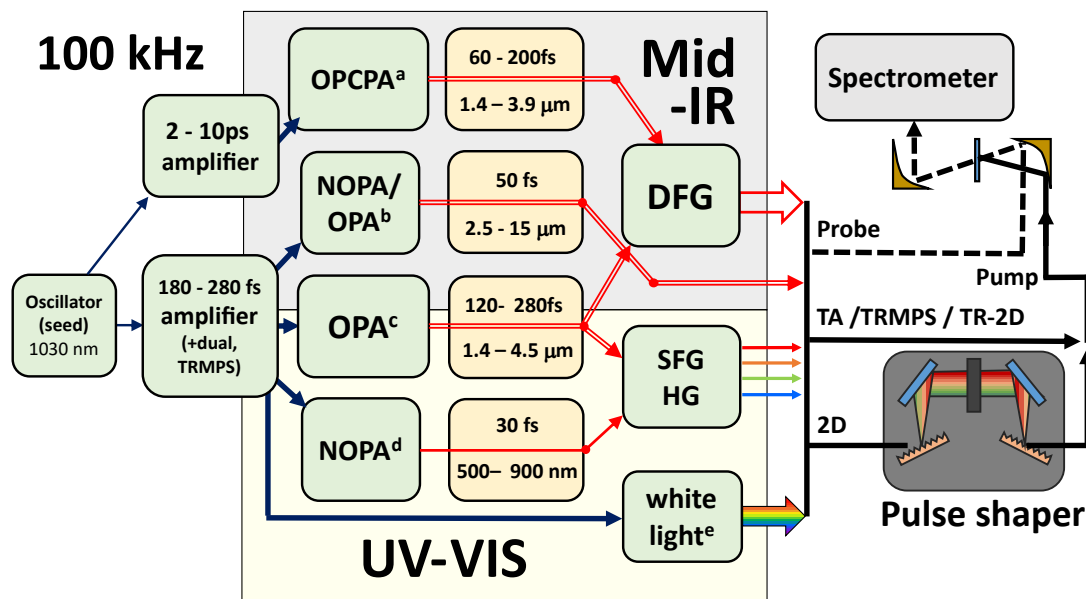 100 kHz
Mid
-IR
OPCPAᵃ
60 - 200fs
1.4 – 3.9 µm
Spectrometer
2 - 10ps
amplifier
NOPA/
OPAᵇ
50 fs
2.5 - 15 µm
DFG
Probe
Pump
Oscillator
(seed)
1030 nm
180 - 280 fs
amplifier
(+dual,
TRMPS)
OPAᶜ
120- 280fs
1.4 – 4.5 µm
SFG
HG
TA /TRMPS / TR-2D
2D
NOPAᵈ
30 fs
500– 900 nm
white
lightᵉ
Pulse shaper
UV-VIS